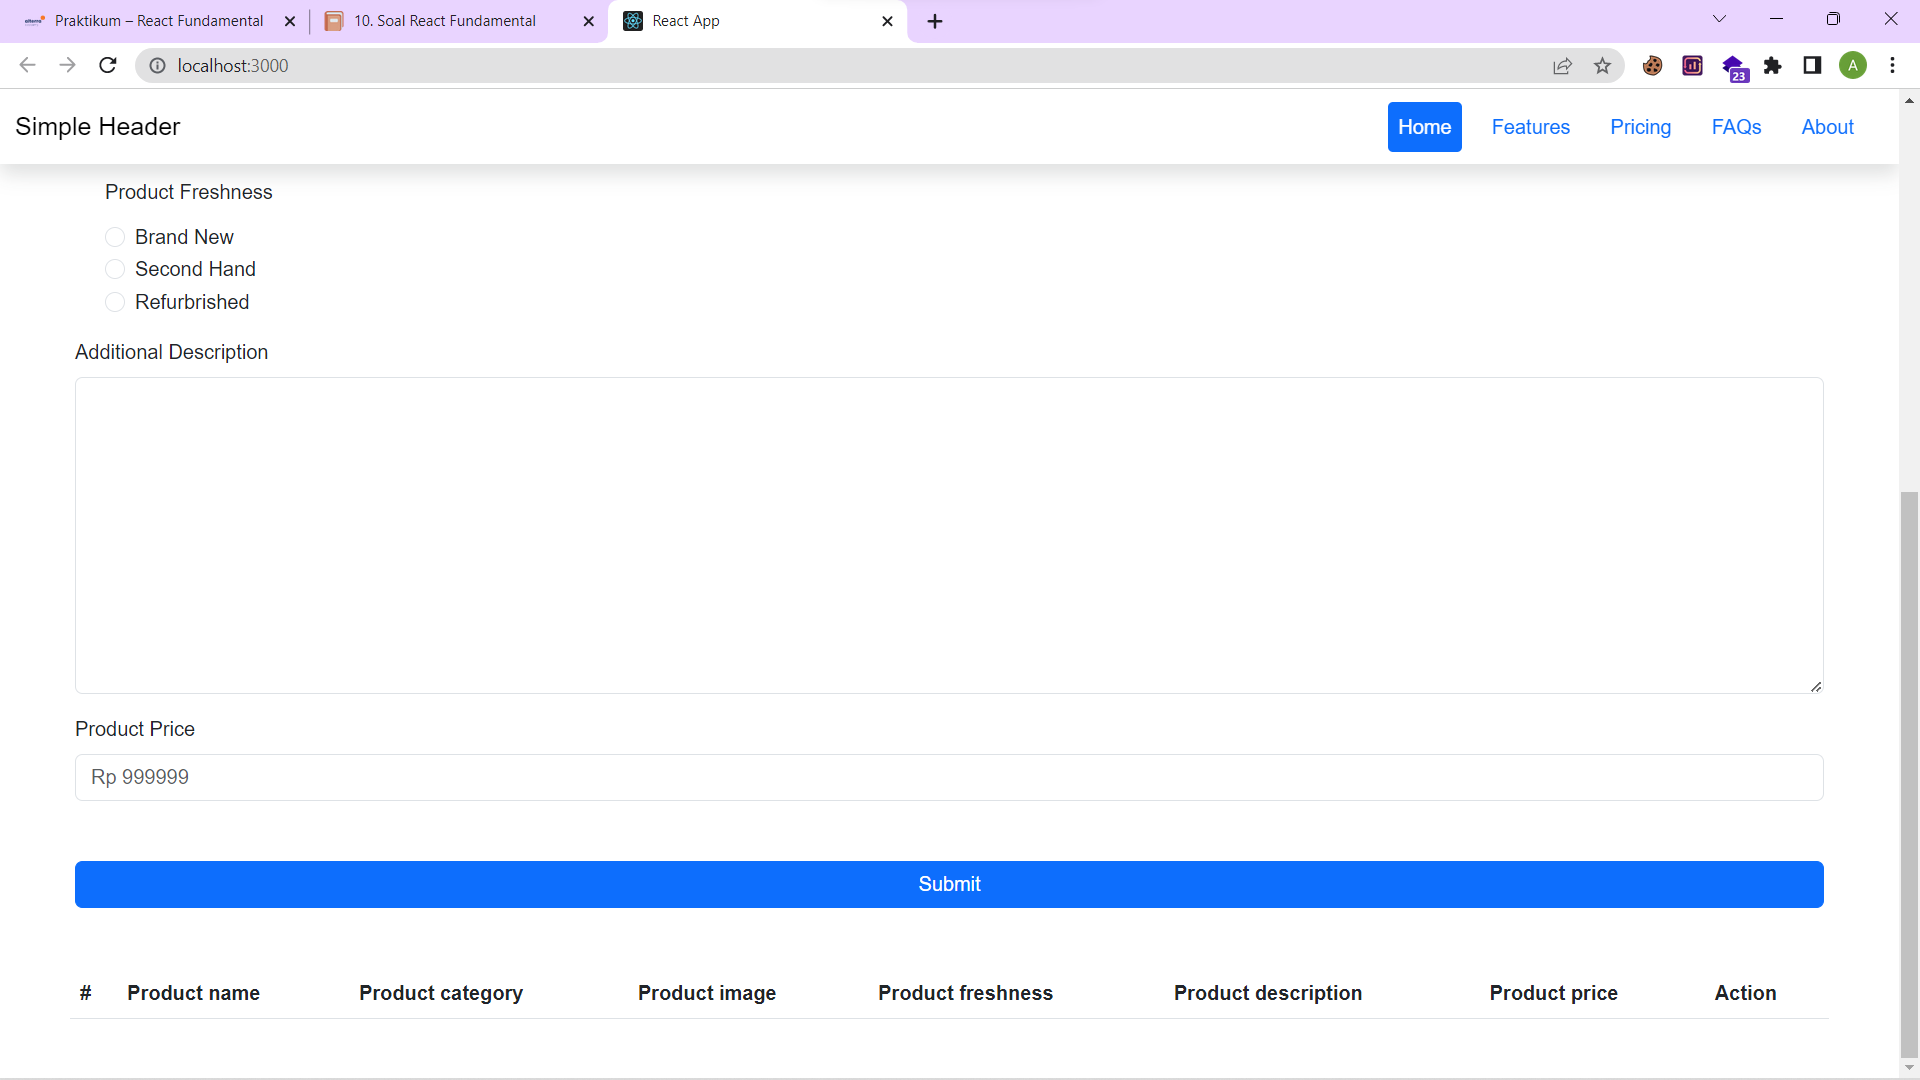 Praktikum – React Fundamental
10. Soal React Fundamental
React App
localhost:3000
23
A
Simple Header
Home
Features
Pricing
FAQs
About
Product Freshness
Brand New
Second Hand
Refurbrished
Additional Description
Product Price
Rp 999999
Submit
# Product name Product category Product image Product freshness Product description Product price Action